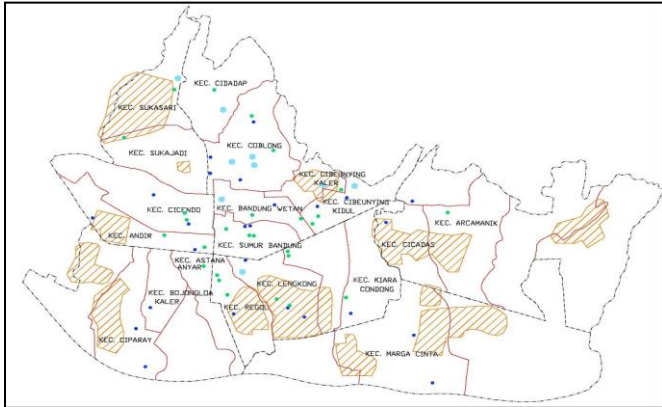 KEC. CIDADAP
KEC. SUKASARI
KEC. COBLONG
KEC. SUKAJADI
KEC. CIBEUNYING
KALER
KEC. CIBEUNYING
KIDUL
KEC. CICENDO
KEC. BANDUNG WETAN
KEC. ARCAMANIK
KEC. ANDIR
KEC. SUMUR BANDUNG
KEC. CICADAS
KEC. ASTANA
ANYAR
KEC. BOJONGLOA
KALER
KEC. REGOL
KEC. LENGKONG
KEC. KIARA
CONDONG
KEC. CIPARAY
KEC. MARGA CINTA